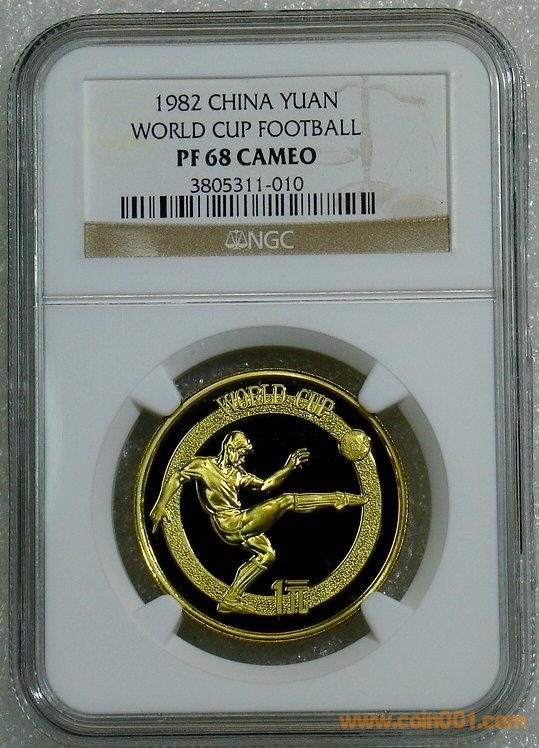 1982 CHINA YUAN
WORLD CUP FOOTBALL
PF 68 CAMEO
3805311-010
NGC
WORLD CUP
1元
www.coin001.com